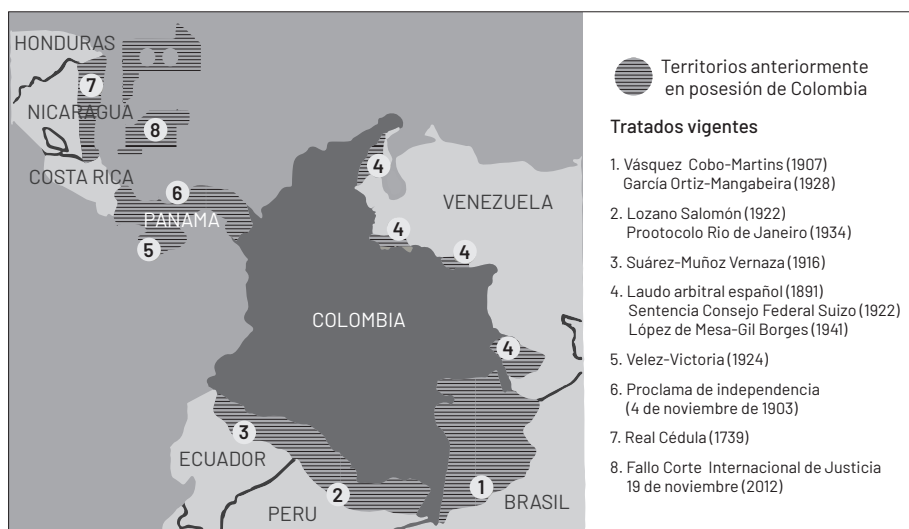 HONDURAS
7
NICARAGUA
8
COSTA RICA
6
PANAMA
5
4
VENEZUELA
4
4
COLOMBIA
4
3
ECUADOR
2
1
PERU
BRASIL
Territorios anteriormente
en posesión de Colombia
Tratados vigentes
1. Vásquez Cobo-Martins (1907)
García Ortiz-Mangabeira (1928)
2. Lozano Salomón (1922)
Prootocolo Rio de Janeiro (1934)
3. Suárez-Muñoz Vernaza (1916)
4. Laudo arbitral español (1891)
Sentencia Consejo Federal Suizo (1922)
López de Mesa-Gil Borges (1941)
5. Velez-Victoria (1924)
6. Proclama de independencia
(4 de noviembre de 1903)
7. Real Cédula (1739)
8. Fallo Corte Internacional de Justicia
19 de noviembre (2012)